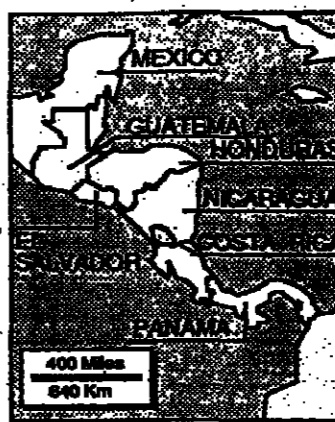 MEXICO
GUATEMALA
HONDURAS
NICARAGUA
EL
SALVADOR
COSTA RICA
PANAMA
400 Miles
640 Km